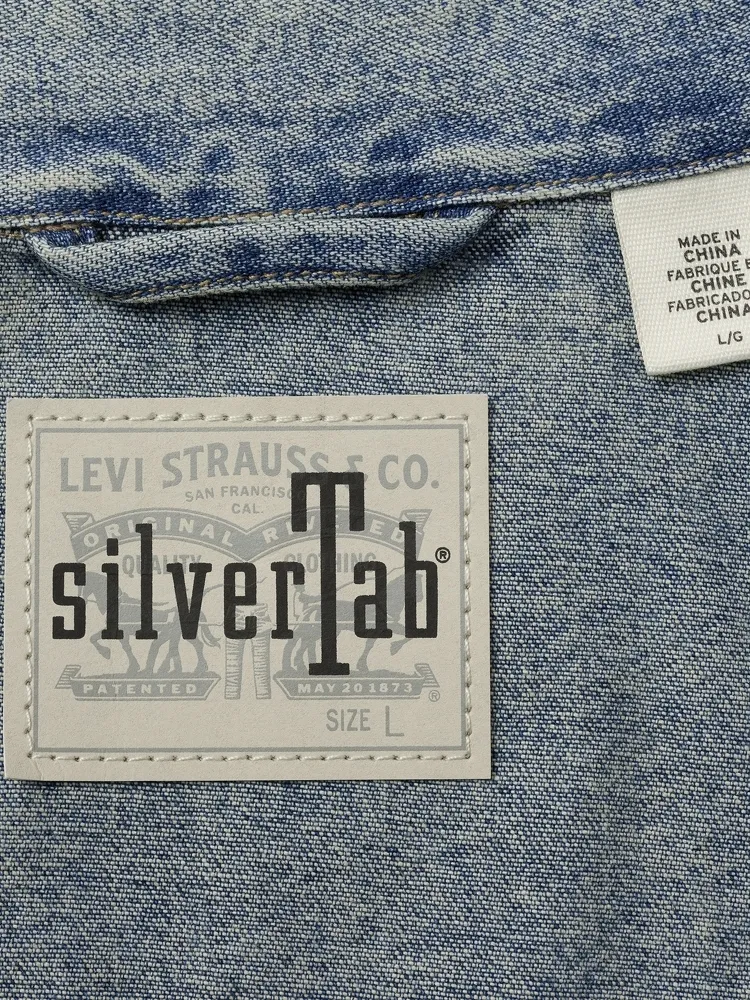 MADE IN
CHINA
FABRIQUE
CHINE
CHINA
L/G
LEVI STRAUSS & CO.
SAN FRANCISCO
CAL.
ORIGINAL RIVETED
QUALITY CLOTHING
silverTab®
PATENTED MAY 20 1873 ®
SIZE L